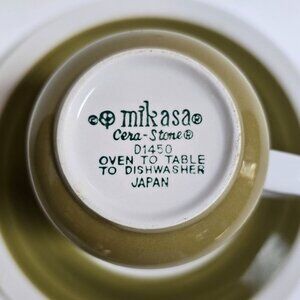 © mikasa®
Cera-Stone®
D1450
OVEN TO TABLE
TO DISHWASHER
JAPAN